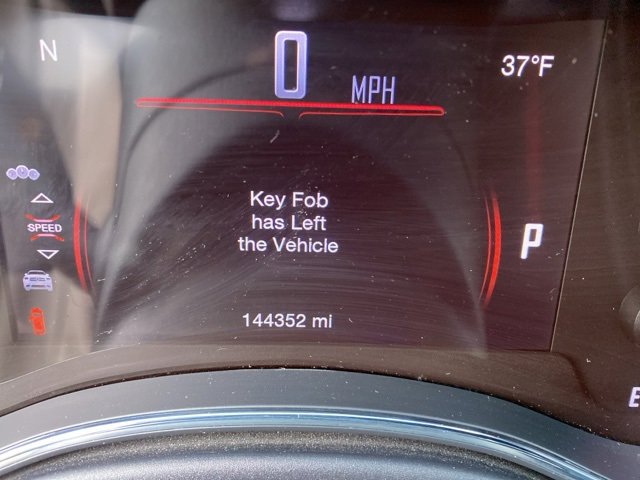 N
0 MPH
37°F
SPEED
Key Fob
has Left
the Vehicle
P
144352 mi
E